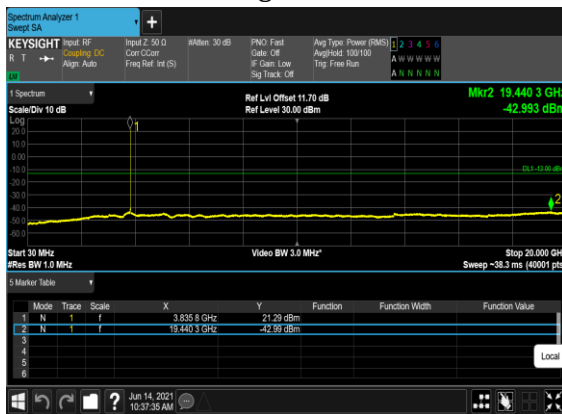 Spectrum Analyzer 1
Swept SA
KEYSIGHT Input: RF Input Z: 50 Ω #Atten: 30 dB PNO: Fast Avg Type: Power (RMS) 1 2 3 4 5 6
R T Coupling: DC Corr CCorr Gate: Off Avg|Hold: 100/100 A W W W W W
Align: Auto Freq Ref: Int (S) IF Gain: Low Trig: Free Run
LXI Sig Track: Off A N N N N N
1 Spectrum Ref Lvl Offset 11.70 dB Mkr2 19.440 3 GHz
Scale/Div 10 dB Ref Level 30.00 dBm -42.993 dBm
Log
20.0 1
10.0
0.00
-10.0 DL1 -13.00 dBm
-20.0
-30.0 2
-40.0
-50.0
-60.0
Start 30 MHz Video BW 3.0 MHz* Stop 20.000 GH
#Res BW 1.0 MHz Sweep ~38.3 ms (40001 pts
5 Marker Table
Mode Trace Scale X Y Function Function Width Function Value
1 N 1 f 3.835 8 GHz 21.29 dBm
2 N 1 f 19.440 3 GHz -42.99 dBm
3
4
5
6
Local
? Jun 14, 2021
10:37:35 AM